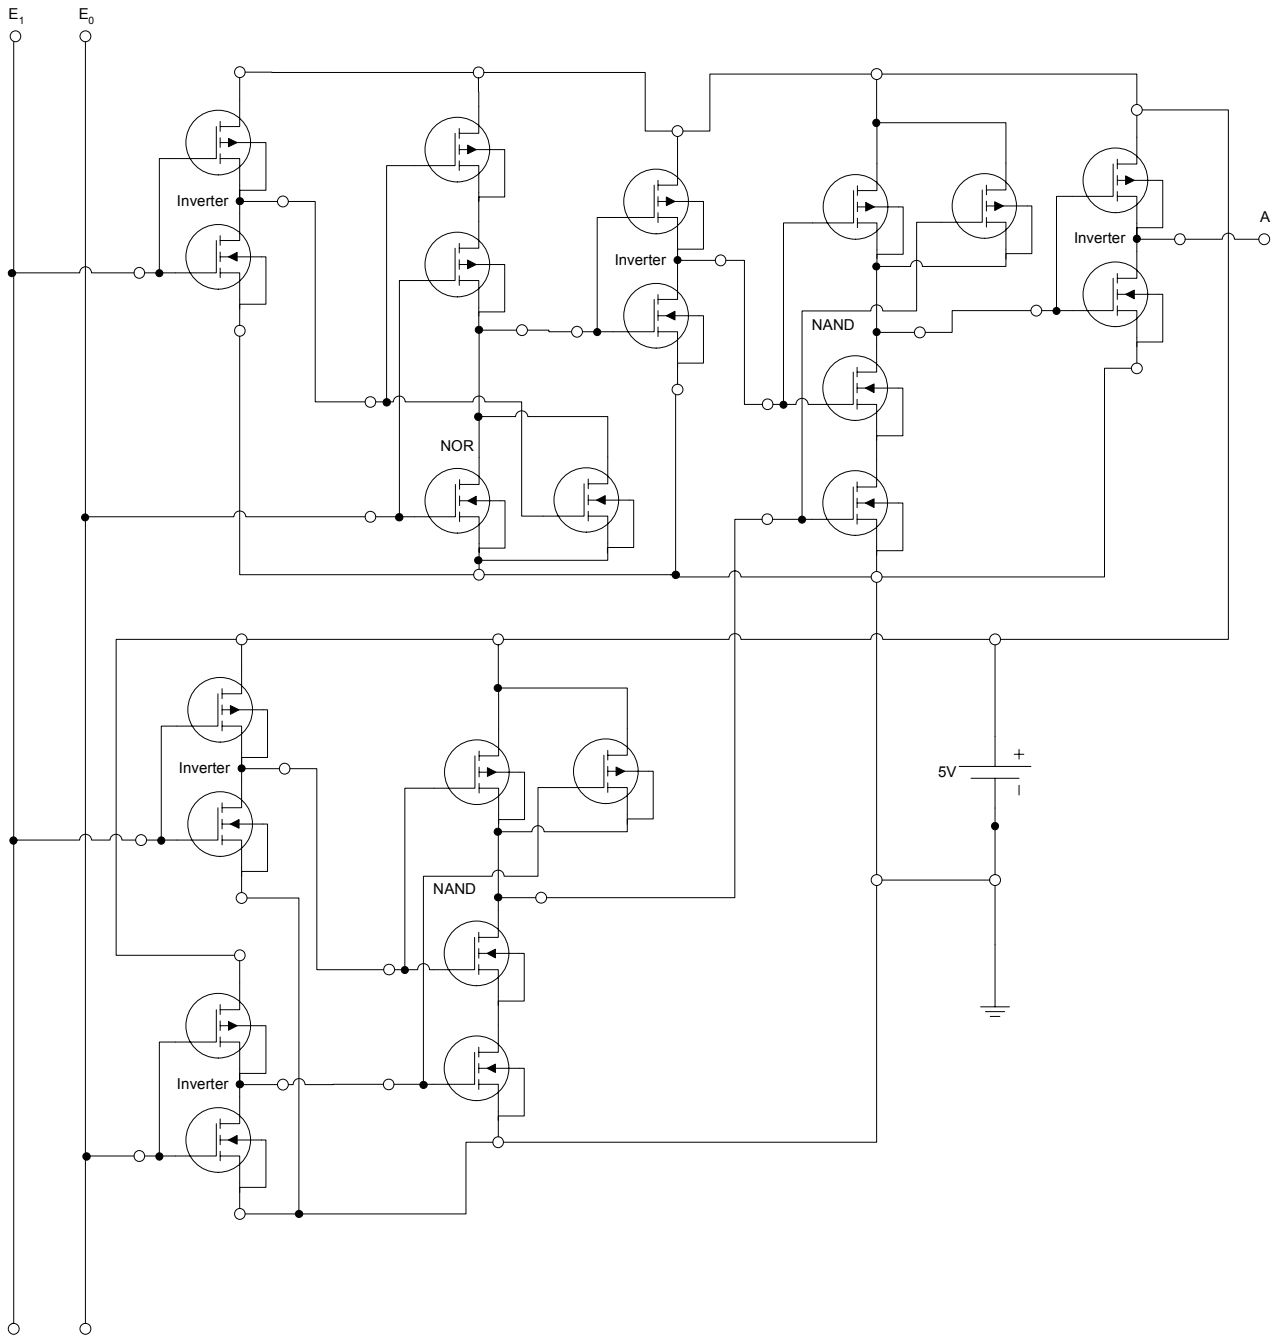 E1
E0
Inverter
Inverter
Inverter
A
NAND
NOR
Inverter
+
5V
–
NAND
Inverter